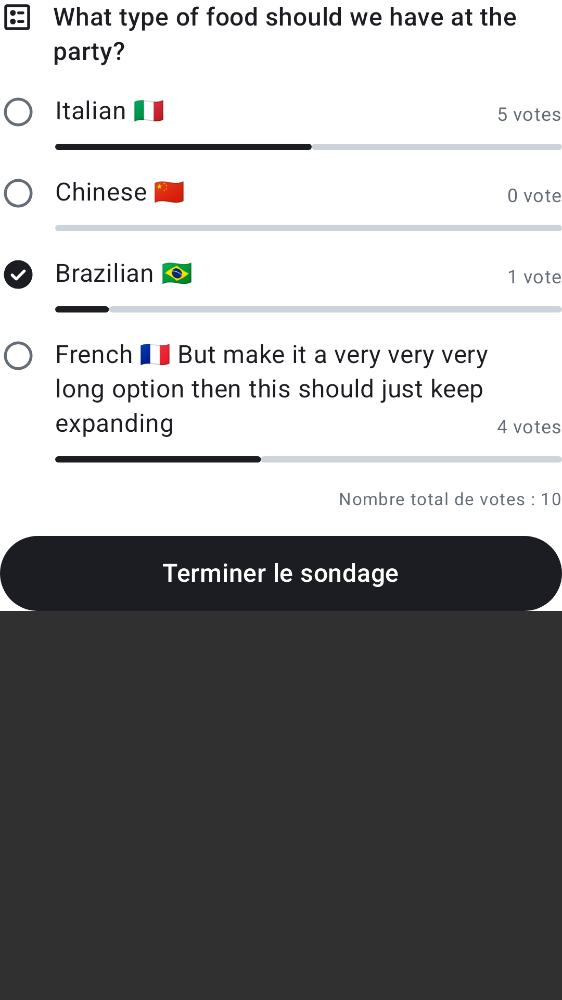 What type of food should we have at the
party?
Italian 🇮🇹
5 votes
Chinese 🇨🇳
0 vote
Brazilian 🇧🇷
1 vote
French 🇫🇷 But make it a very very very
long option then this should just keep
expanding
4 votes
Nombre total de votes : 10
Terminer le sondage